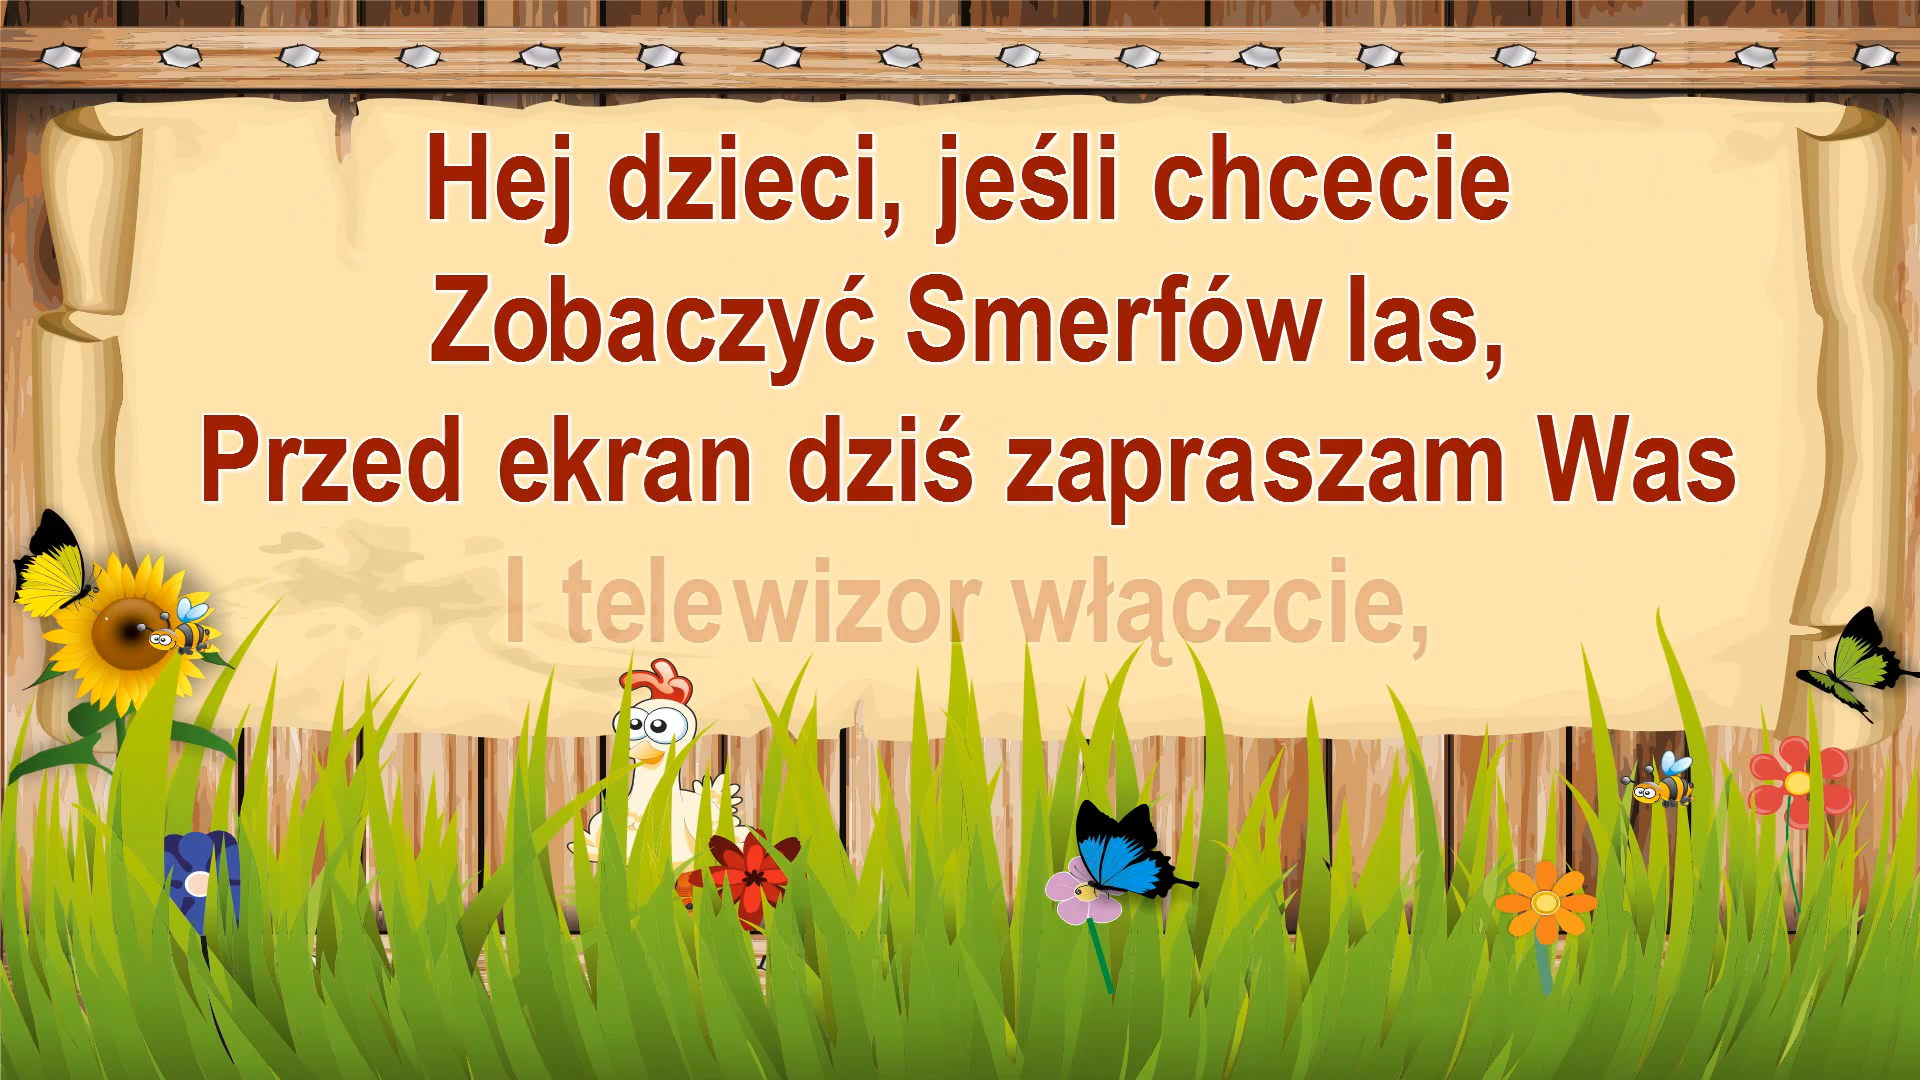 Hej dzieci, jeśli chcecie
Zobaczyć Smerfów las,
Przed ekran dziś zapraszam Was
I telewizor włączcie,